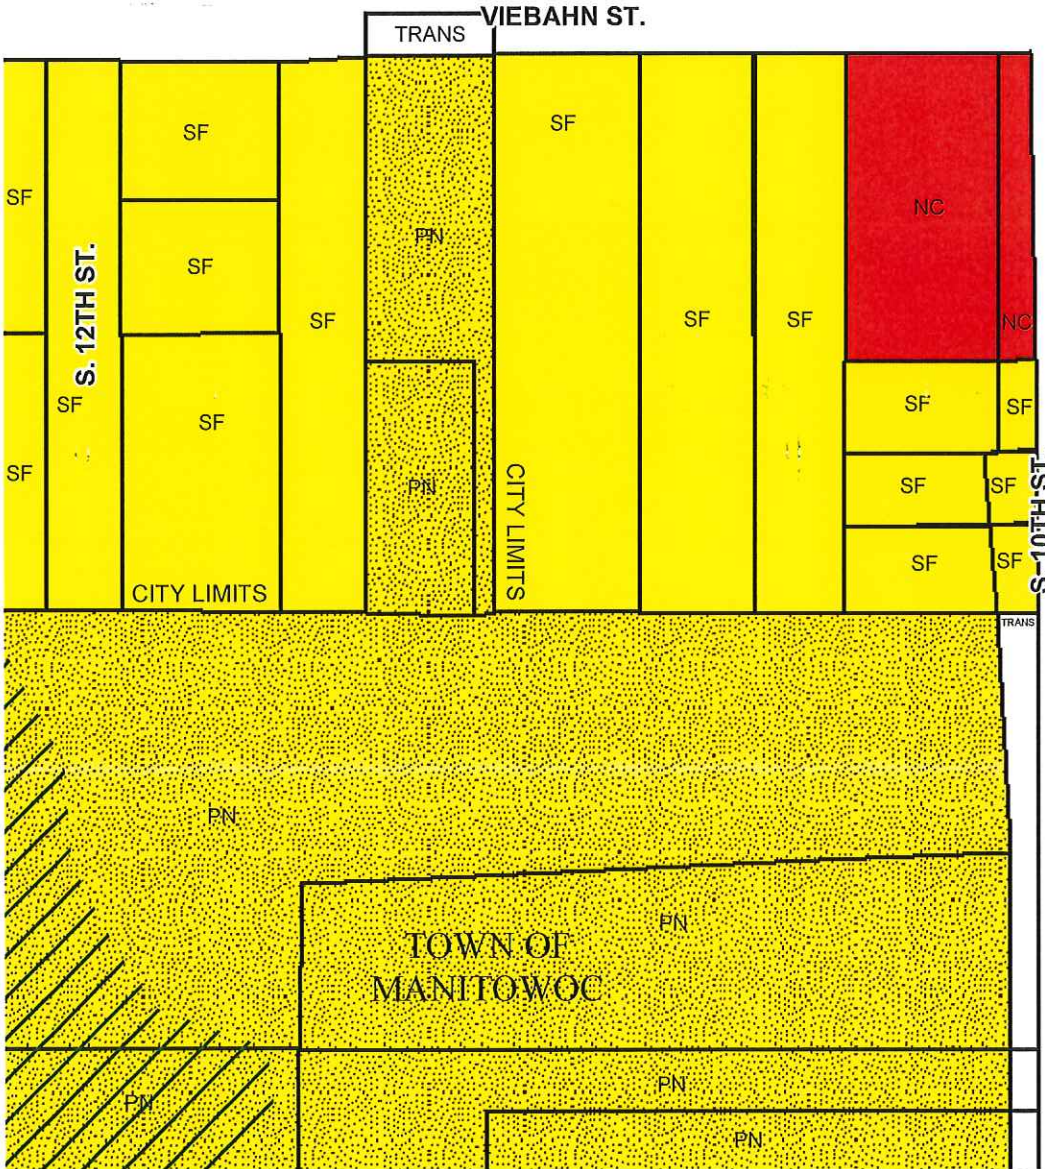 VIEBAHN ST.
TRANS
SF
SF
SF
PN
NC
SF
SF
S. 12TH ST.
SF
SF
SF
NC
SF
SF
SF
SF
SF
PN
CITY LIMITS
SF
SF
S. 10TH ST.
SF
SF
CITY LIMITS
TRANS
PN
PN
TOWN OF
MANITOWOC
PN
PN
PN